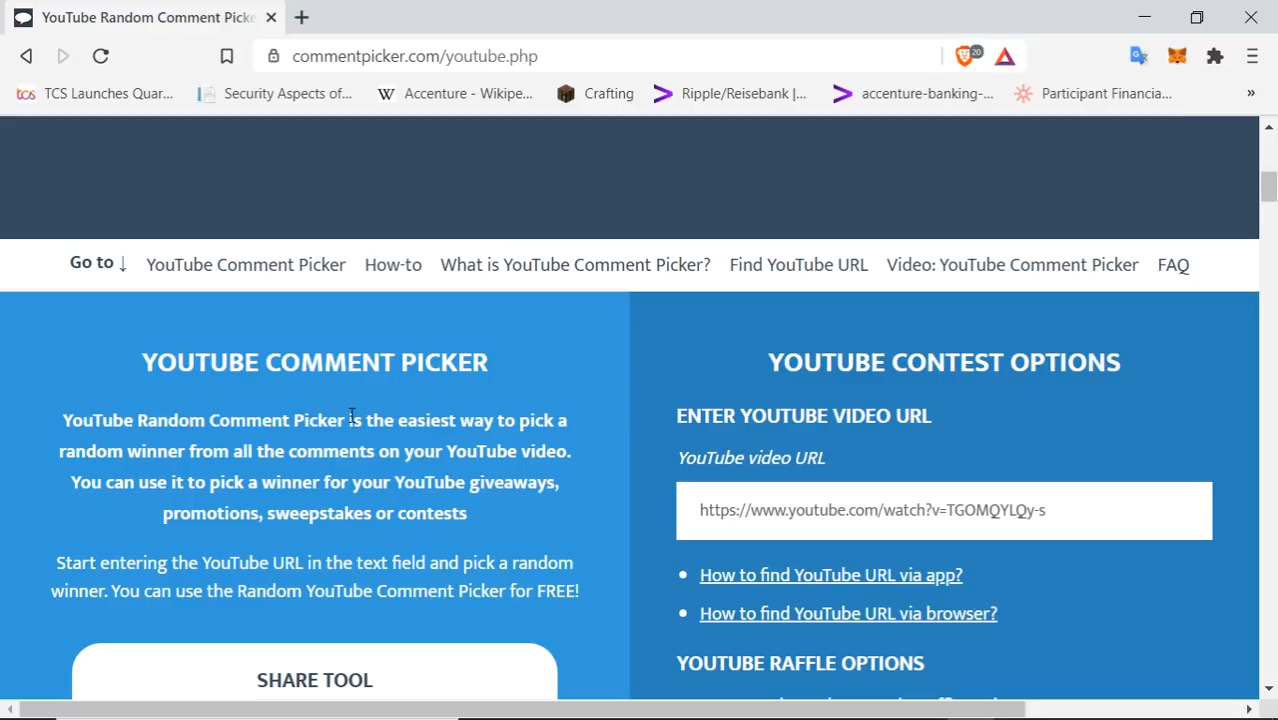 YouTube Random Comment Picke
commentpicker.com/youtube.php
20
tcs TCS Launches Quar...
Security Aspects of...
W Accenture - Wikipe...
Crafting
Ripple/Reisebank |...
accenture-banking-...
Participant Financia...
»
Go to ↓ YouTube Comment Picker How-to What is YouTube Comment Picker? Find YouTube URL Video: YouTube Comment Picker FAQ
YOUTUBE COMMENT PICKER
YouTube Random Comment Picker is the easiest way to pick a
random winner from all the comments on your YouTube video.
You can use it to pick a winner for your YouTube giveaways,
promotions, sweepstakes or contests
Start entering the YouTube URL in the text field and pick a random
winner. You can use the Random YouTube Comment Picker for FREE!
SHARE TOOL
YOUTUBE CONTEST OPTIONS
ENTER YOUTUBE VIDEO URL
YouTube video URL
https://www.youtube.com/watch?v=TGOMQYLQy-s
How to find YouTube URL via app?
How to find YouTube URL via browser?
YOUTUBE RAFFLE OPTIONS